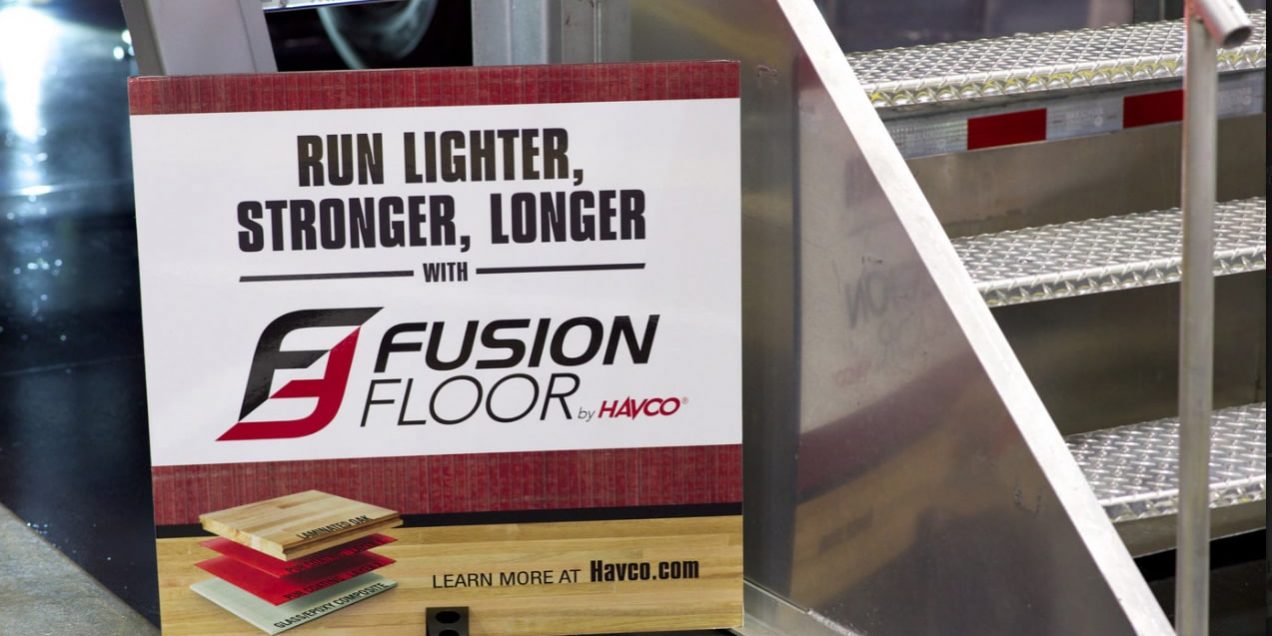 RUN LIGHTER,
STRONGER, LONGER
WITH
FUSION
FLOOR by HAVCO®
LAMINATED OAK
GLASS/EPOXY COMPOSITE
LEARN MORE AT Havco.com